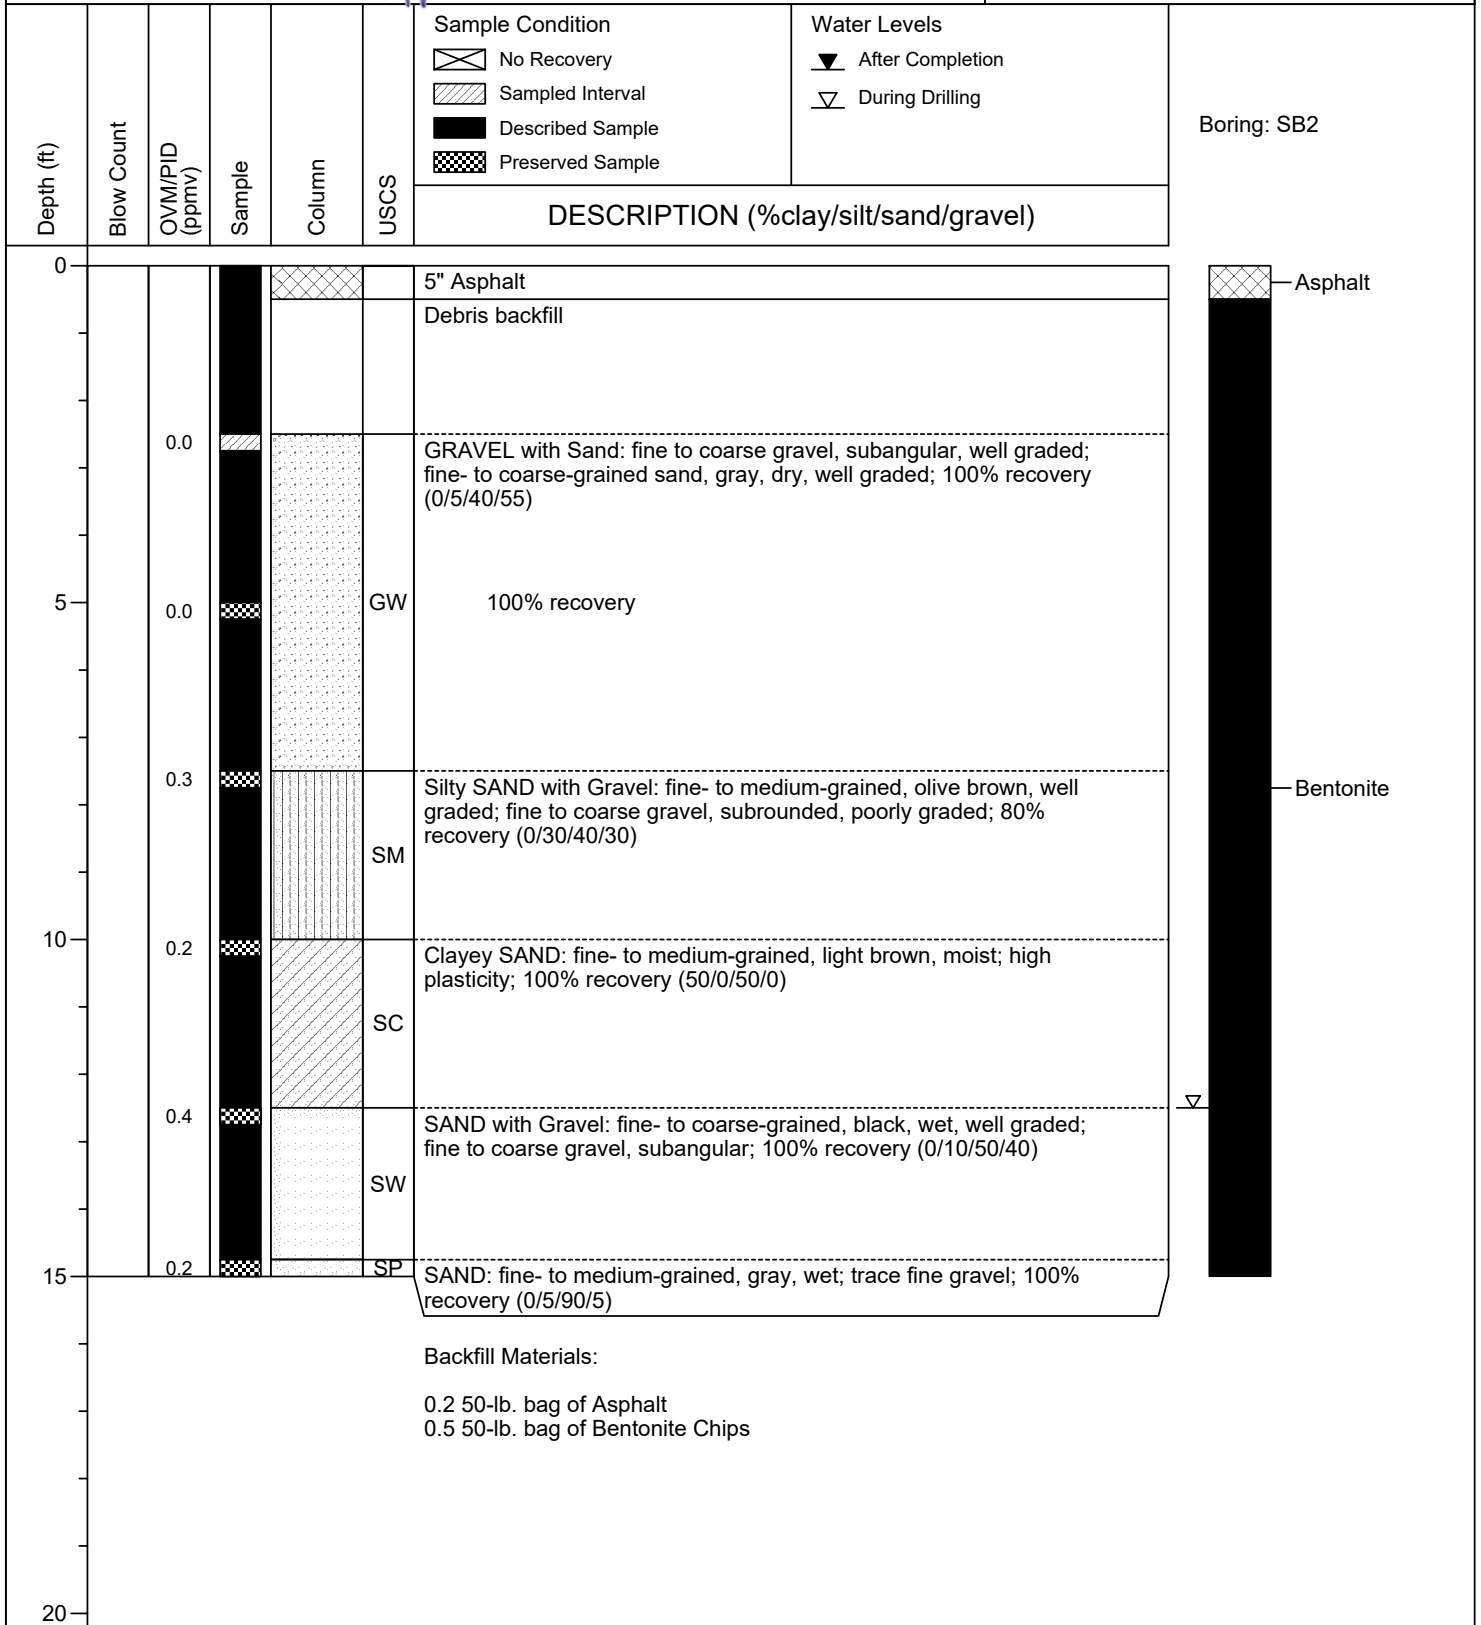 Sample Condition
No Recovery
Sampled Interval
Described Sample
Preserved Sample
Water Levels
After Completion
During Drilling
Boring: SB2
Depth (ft)
Blow Count
OVM/PID
(ppmv)
Sample
Column
USCS
DESCRIPTION (%clay/silt/sand/gravel)
0
5" Asphalt
Asphalt
Debris backfill
0.0
GRAVEL with Sand: fine to coarse gravel, subangular, well graded;
fine- to coarse-grained sand, gray, dry, well graded; 100% recovery
(0/5/40/55)
5
0.0
GW
100% recovery
0.3
Silty SAND with Gravel: fine- to medium-grained, olive brown, well
graded; fine to coarse gravel, subrounded, poorly graded; 80%
recovery (0/30/40/30)
Bentonite
SM
10
0.2
Clayey SAND: fine- to medium-grained, light brown, moist; high
plasticity; 100% recovery (50/0/50/0)
SC
0.4
SAND with Gravel: fine- to coarse-grained, black, wet, well graded;
fine to coarse gravel, subangular; 100% recovery (0/10/50/40)
SW
15
0.2
SP
SAND: fine- to medium-grained, gray, wet; trace fine gravel; 100%
recovery (0/5/90/5)
Backfill Materials:
0.2 50-lb. bag of Asphalt
0.5 50-lb. bag of Bentonite Chips
20